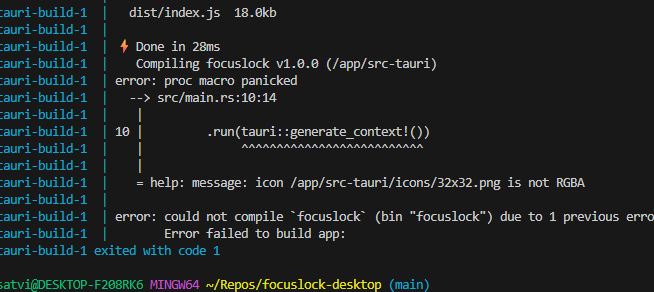 tauri-build-1  |   dist/index.js  18.0kb
tauri-build-1  |
tauri-build-1  | ⚡ Done in 28ms
tauri-build-1  |    Compiling focuslock v1.0.0 (/app/src-tauri)
tauri-build-1  | error: proc macro panicked
tauri-build-1  |   --> src/main.rs:10:14
tauri-build-1  |    |
tauri-build-1  | 10 |         .run(tauri::generate_context!())
tauri-build-1  |    |              ^^^^^^^^^^^^^^^^^^^^^^^^^^
tauri-build-1  |    |
tauri-build-1  |    = help: message: icon /app/src-tauri/icons/32x32.png is not RGBA
tauri-build-1  |
tauri-build-1  | error: could not compile `focuslock` (bin "focuslock") due to 1 previous erro
tauri-build-1  |        Error failed to build app:
tauri-build-1 exited with code 1
satvi@DESKTOP-F208RK6 MINGW64 ~/Repos/focuslock-desktop (main)